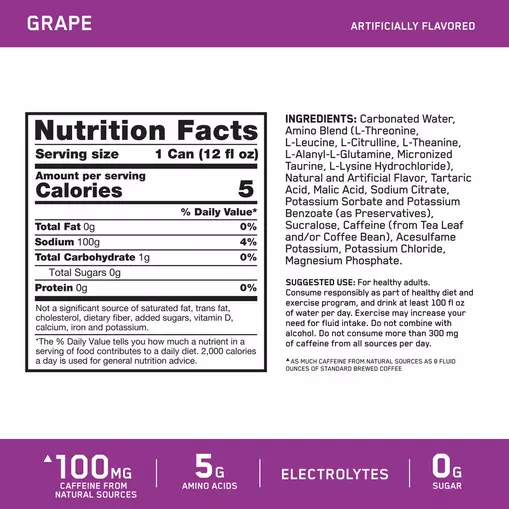 GRAPE
ARTIFICIALLY FLAVORED
Nutrition Facts
Serving size 1 Can (12 fl oz)
Amount per serving
Calories 5
% Daily Value*
Total Fat 0g 0%
Sodium 100g 4%
Total Carbohydrate 1g 0%
Total Sugars 0g
Protein 0g 0%
Not a significant source of saturated fat, trans fat,
cholesterol, dietary fiber, added sugars, vitamin D,
calcium, iron and potassium.
*The % Daily Value tells you how much a nutrient in a
serving of food contributes to a daily diet. 2,000 calories
a day is used for general nutrition advice.
INGREDIENTS: Carbonated Water,
Amino Blend (L-Threonine,
L-Leucine, L-Citrulline, L-Theanine,
L-Alanyl-L-Glutamine, Micronized
Taurine, L-Lysine Hydrochloride),
Natural and Artificial Flavor, Tartaric
Acid, Malic Acid, Sodium Citrate,
Potassium Sorbate and Potassium
Benzoate (as Preservatives),
Sucralose, Caffeine (from Tea Leaf
and/or Coffee Bean), Acesulfame
Potassium, Potassium Chloride,
Magnesium Phosphate.
SUGGESTED USE: For healthy adults.
Consume responsibly as part of healthy diet and
exercise program, and drink at least 100 fl oz
of water per day. Exercise may increase your
need for fluid intake. Do not combine with
alcohol. Do not consume more than 300 mg
of caffeine from all sources per day.
▲AS MUCH CAFFEINE FROM NATURAL SOURCES AS 8 FLUID
OUNCES OF STANDARD BREWED COFFEE
▲100MG
CAFFEINE FROM
NATURAL SOURCES
5G
AMINO ACIDS
ELECTROLYTES
0G
SUGAR